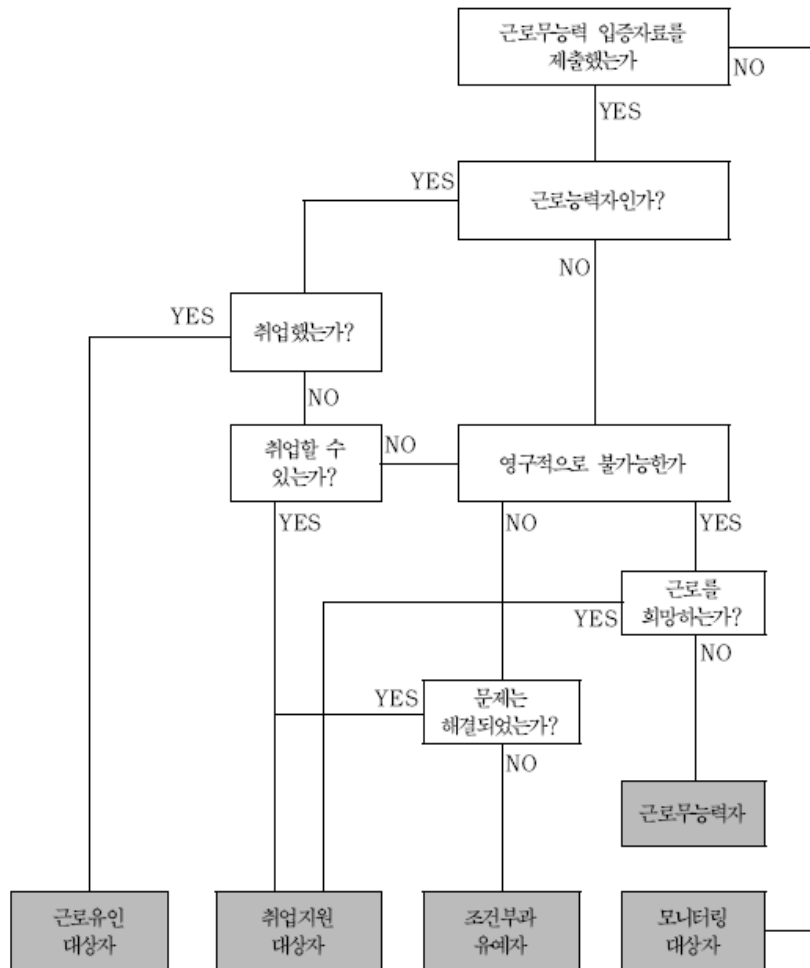 근로무능력 입증자료를
제출했는가
NO
YES
YES
근로능력자인가?
NO
YES
취업했는가?
NO
취업할 수
있는가?
NO
영구적으로 불가능한가
YES
NO
YES
근로를
희망하는가?
YES
NO
YES
문제는
해결되었는가?
NO
근로무능력자
근로유인
대상자
취업지원
대상자
조건부과
유예자
모니터링
대상자